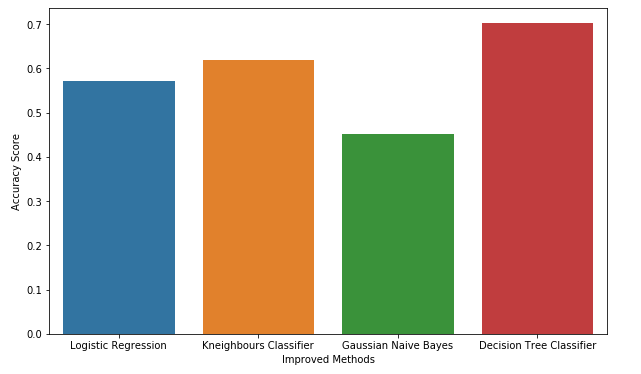 0.7
0.6
0.5
0.4
0.3
0.2
0.1
0.0
Accuracy Score
Logistic Regression
Kneighbours Classifier
Gaussian Naive Bayes
Decision Tree Classifier
Improved Methods